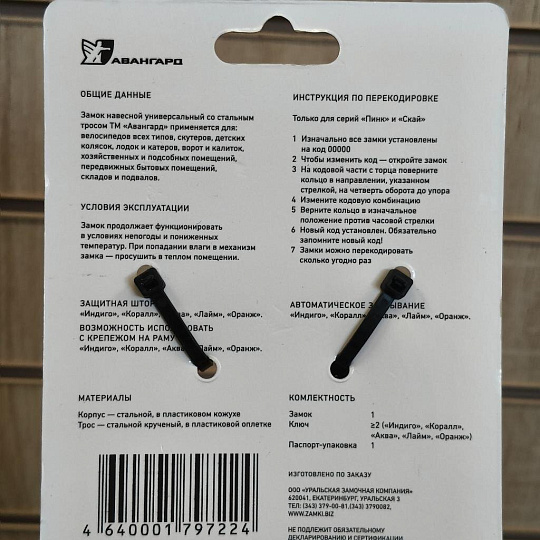 АВАНГАРД
ОБЩИЕ ДАННЫЕ
Замок навесной универсальный со стальным
тросом ТМ «Авангард» применяется для:
велосипедов всех типов, скутеров, детских
колясок, лодок и катеров, ворот и калиток,
хозяйственных и подсобных помещений,
передвижных бытовых помещений,
складов и подвалов.
УСЛОВИЯ ЭКСПЛУАТАЦИИ
Замок продолжает функционировать
в условиях непогоды и пониженных
температур. При попадании влаги в механизм
замка — просушить в теплом помещении.
ЗАЩИТНАЯ
«Индиго», «Коралл», «Лайм», «Оранж».
ВОЗМОЖНОСТЬ ИСПОЛЬЗОВАТЬ
С КРЕПЕЖОМ НА РАМУ
«Индиго», «Коралл», «Аква», «Лайм», «Оранж».
МАТЕРИАЛЫ
Корпус — стальной, в пластиковом кожухе
Трос — стальной крученый, в пластиковой оплетке
4 640001 797224
ИНСТРУКЦИЯ ПО ПЕРЕКОДИРОВКЕ
Только для серий «Пинк» и «Скай»
1 Изначально все замки установлены
на код 00000
2 Чтобы изменить код — откройте замок
3 На кодовой части с торца поверните
кольцо в направлении, указанном
стрелкой, на четверть оборота до упора
4 Измените кодовую комбинацию
5 Верните кольцо в изначальное
положение против часовой стрелки
6 Новый код установлен. Обязательно
запомните новый код!
7 Замки можно перекодировать
сколько угодно раз
АВТОМАТИЧЕСКОЕ
«Индиго», «Коралл», «Лайм», «Оранж».
КОМЛЕКТНОСТЬ
Замок 1
Ключ ≥2 («Индиго», «Коралл»,
«Аква», «Лайм», «Оранж»)
Паспорт-упаковка 1
ИЗГОТОВЛЕНО ПО ЗАКАЗУ
ООО «УРАЛЬСКАЯ ЗАМОЧНАЯ КОМПАНИЯ»
620041, ЕКАТЕРИНБУРГ, УРАЛЬСКАЯ 3
ТЕЛ: (343) 379-00-81,(343) 3790082,
WWW.ZAMKI.BIZ
НЕ ПОДЛЕЖИТ ОБЯЗАТЕЛЬНОМУ
ДЕКЛАРИРОВАНИЮ И СЕРТИФИКАЦИИ